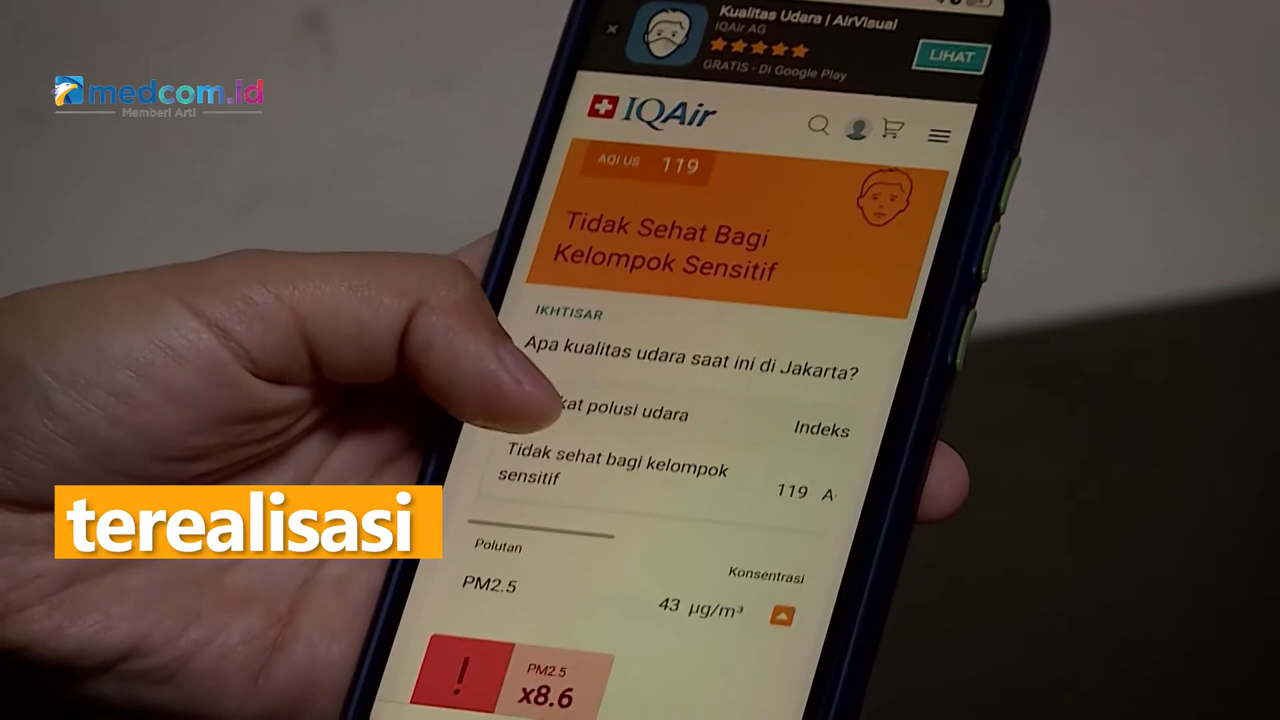 Kualitas Udara | AirVisual
IQAir AG
GRATIS - Di Google Play
LIHAT
medcom.id
Memberi Arti
IQAir
AQI US 119
Tidak Sehat Bagi
Kelompok Sensitif
IKHTISAR
Apa kualitas udara saat ini di Jakarta?
kat polusi udara
Indeks
Tidak sehat bagi kelompok
sensitif
119 A
terealisasi
Polutan
Konsentrasi
PM2.5
43 µg/m³
!
PM2.5
x8.6